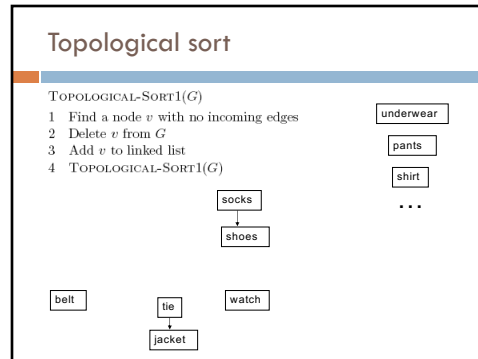 Topological sort
TOPOLOGICAL-SORT1(G)
1 Find a node v with no incoming edges
2 Delete v from G
3 Add v to linked list
4 TOPOLOGICAL-SORT1(G)
underwear
pants
shirt
...
socks
shoes
belt
tie
watch
jacket